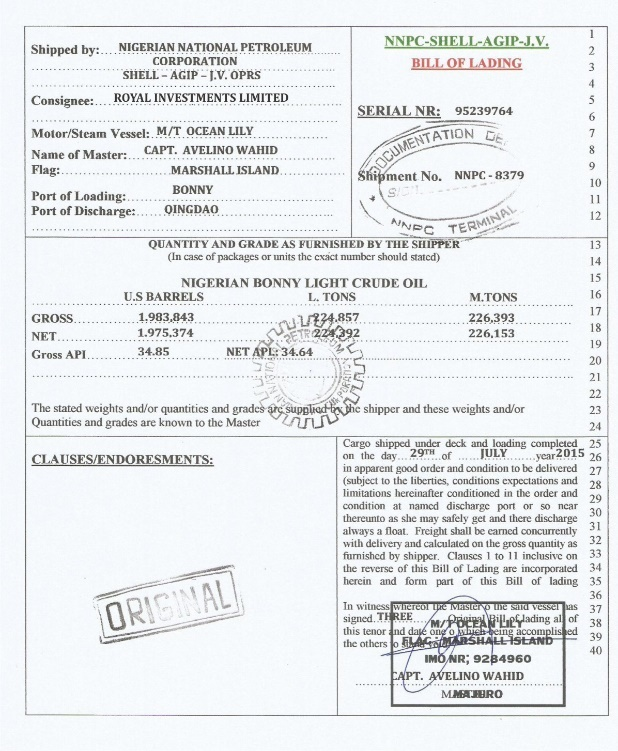 NNPC-SHELL-AGIP-J.V.
BILL OF LADING
Shipped by: NIGERIAN NATIONAL PETROLEUM
CORPORATION
SHELL – AGIP – J.V. OPRS
Consignee: ROYAL INVESTMENTS LIMITED
Motor/Steam Vessel: M/T OCEAN LILY
Name of Master: CAPT. AVELINO WAHID
Flag: MARSHALL ISLAND
Port of Loading: BONNY
Port of Discharge: QINGDAO
SERIAL NR: 95239764
DOCUMENTATION DE
Shipment No. NNPC - 8379
NNPC TERMINAL
1
2
3
4
5
6
7
8
9
10
11
12
QUANTITY AND GRADE AS FURNISHED BY THE SHIPPER
(In case of packages or units the exact number should stated)
NIGERIAN BONNY LIGHT CRUDE OIL
U.S BARRELS L. TONS M.TONS
GROSS 1.983,843 224,857 226,393
NET 1.975,374 224,392 226,153
Gross API 34.85 NET API: 34.64
The stated weights and/or quantities and grades are supplied by the shipper and these weights and/or
Quantities and grades are known to the Master
13
14
15
16
17
18
19
20
21
22
23
24
CLAUSES/ENDORESMENTS:
ORIGINAL
Cargo shipped under deck and loading completed
on the day 29TH of JULY year 2015
in apparent good order and condition to be delivered
(subject to the liberties, conditions expectations and
limitations hereinafter conditioned in the order and
condition at named discharge port or so near
thereunto as she may safely get and there discharge
always a float. Freight shall be earned concurrently
with delivery and calculated on the gross quantity as
furnished by shipper. Clauses 1 to 11 inclusive on
the reverse of this Bill of Lading are incorporated
herein and form part of this Bill of lading
In witness whereof the Master o the said vessel has
signed THREE Original Bill of lading all of
this tenor and date one o which being accomplished
the others to
M/T OCEAN LILY
FLAG: MARSHALL ISLAND
IMO NR; 9284960
CAPT. AVELINO WAHID
MAJURO
25
26
27
28
29
30
31
32
33
34
35
36
37
38
39
40